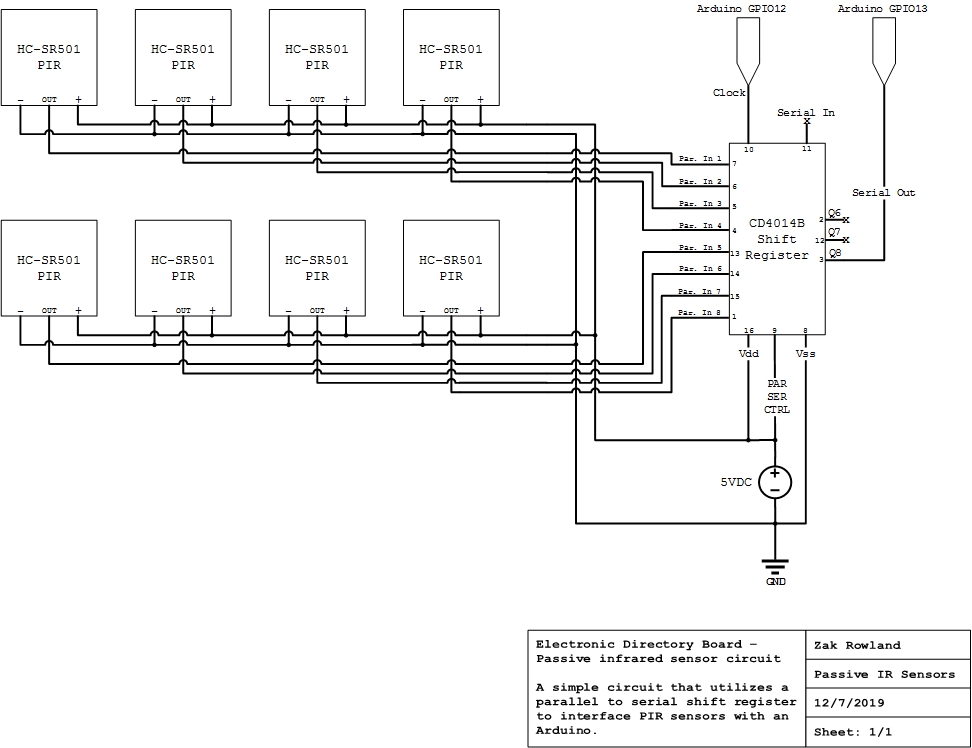 Arduino GPIO12 Arduino GPIO13
HC-SR501 HC-SR501 HC-SR501 HC-SR501
PIR PIR PIR PIR
− OUT + − OUT + − OUT + − OUT +
Clock
Serial In
x
10 11
Par. In 1 7
Par. In 2 6
Par. In 3 5
Par. In 4 4
Par. In 5 13
Par. In 6 14
Par. In 7 15
Par. In 8 1
CD4014B
Shift
Register
Serial Out
2 Q6 x
12 Q7 x
3 Q8
HC-SR501 HC-SR501 HC-SR501 HC-SR501
PIR PIR PIR PIR
− OUT + − OUT + − OUT + − OUT +
16 9 8
Vdd Vss
PAR
SER
CTRL
5VDC + −
GND
Electronic Directory Board –
Passive infrared sensor circuit
A simple circuit that utilizes a
parallel to serial shift register
to interface PIR sensors with an
Arduino.
Zak Rowland
Passive IR Sensors
12/7/2019
Sheet: 1/1